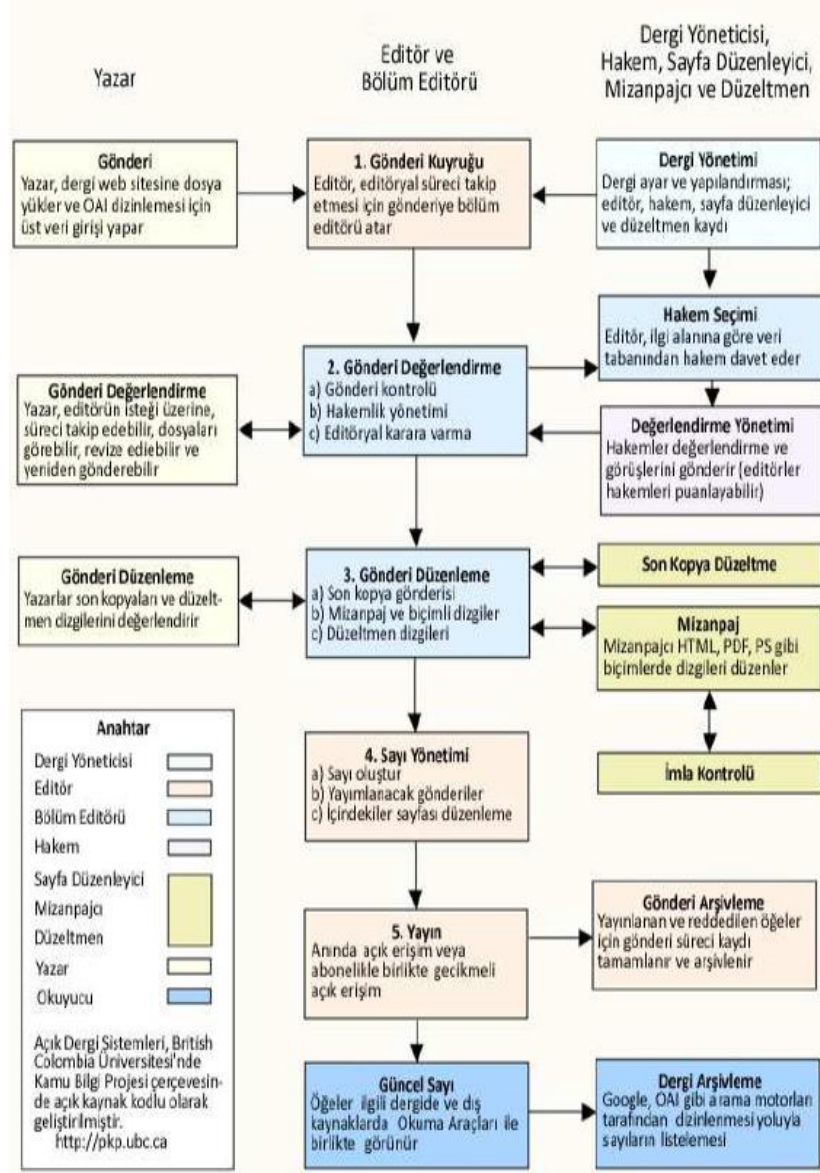 Yazar
Editör ve
Bölüm Editörü
Dergi Yöneticisi,
Hakem, Sayfa Düzenleyici,
Mizanpajcı ve Düzeltmen
Gönderi
Yazar, dergi web sitesine dosya
yükler ve OAI dizinlemesi için
üst veri girişi yapar
1. Gönderi Kuyruğu
Editör, editöryal süreci takip
etmesi için gönderiye bölüm
editörü atar
Dergi Yönetimi
Dergi ayar ve yapılandırması;
editör, hakem, sayfa düzenleyici
ve düzeltmen kaydı
Hakem Seçimi
Editör, ilgi alanına göre veri
tabanından hakem davet eder
2. Gönderi Değerlendirme
a) Gönderi kontrolü
b) Hakemlik yönetimi
c) Editöryal karara varma
Gönderi Değerlendirme
Yazar, editörün isteği üzerine,
süreci takip edebilir, dosyaları
görebilir, revize ediebilir ve
yeniden gönderebilir
Değerlendirme Yönetimi
Hakemler değerlendirme ve
görüşlerini gönderir (editörler
hakemleri puanlayabilir)
3. Gönderi Düzenleme
a) Son kopya gönderisi
b) Mizanpaj ve biçimli dizgiler
c) Düzeltmen dizgileri
Gönderi Düzenleme
Yazarlar son kopyaları ve düzelt-
men dizgilerini değerlendirir
Son Kopya Düzeltme
Mizanpaj
Mizanpajcı HTML, PDF, PS gibi
biçimlerde dizgileri düzenler
İmla Kontrolü
4. Sayı Yönetimi
a) Sayı oluştur
b) Yayımlanacak gönderiler
c) İçindekiler sayfası düzenleme
5. Yayın
Anında açık erişim veya
abonelikle birlikte gecikmeli
açık erişim
Gönderi Arşivleme
Yayınlanan ve reddedilen öğeler
için gönderi süreci kaydı
tamamlanır ve arşivlenir
Güncel Sayı
Öğeler ilgili dergide ve dış
kaynaklarda Okuma Araçları ile
birlikte görünür
Dergi Arşivleme
Google, OAI gibi arama motorları
tarafından dizinlenmesi yoluyla
sayıların listelemesi
Anahtar
Dergi Yöneticisi
Editör
Bölüm Editörü
Hakem
Sayfa Düzenleyici
Mizanpajcı
Düzeltmen
Yazar
Okuyucu
Açık Dergi Sistemleri, British
Colombia Üniversitesi'nde
Kamu Bilgi Projesi çerçevesin-
de açık kaynak kodlu olarak
geliştirilmiştir.
http://pkp.ubc.ca